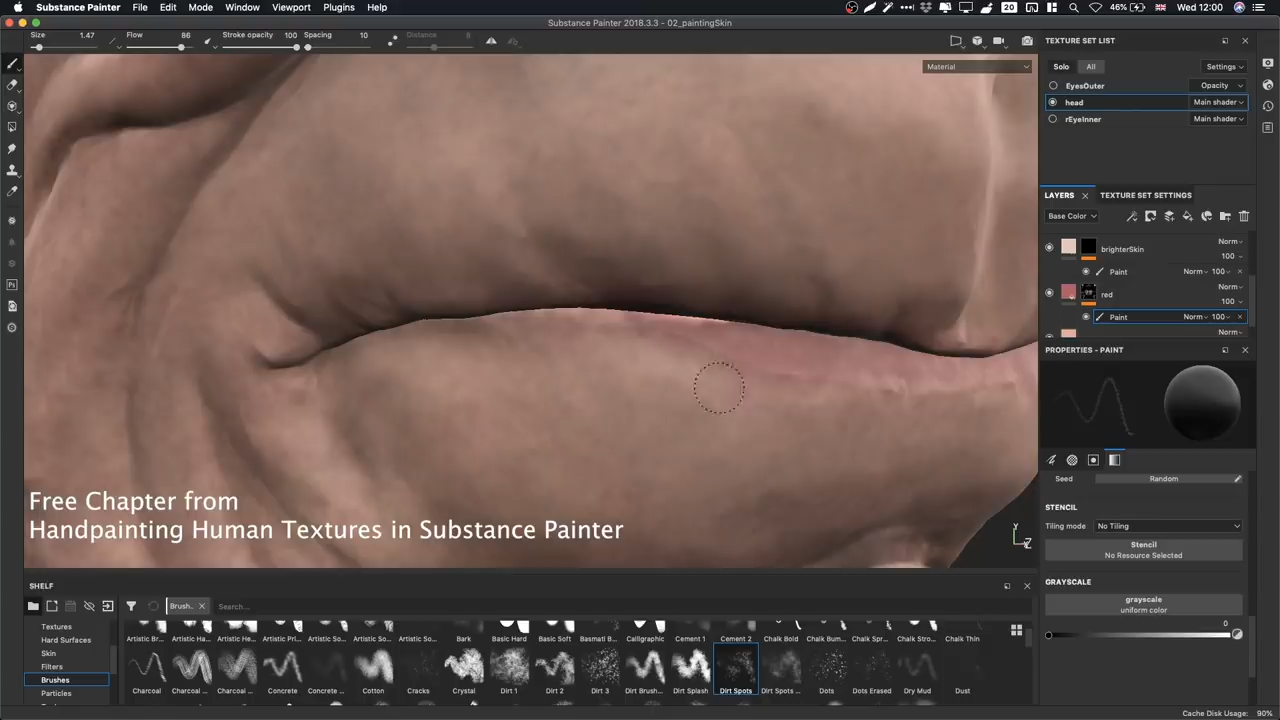 Substance Painter File Edit Mode Window Viewport Plugins Help 20 46% Wed 12:00
Substance Painter 2018.3.3 - 02_paintingSkin
Size 1.47 Flow 86 Stroke opacity 100 Spacing 10 Distance 8
Material
TEXTURE SET LIST
Solo All Settings
EyesOuter Opacity
head Main shader
rEyeInner Main shader
LAYERS TEXTURE SET SETTINGS
Base Color
Norm
brighterSkin
100
Paint Norm 100
Norm
red
100
Paint Norm 100
Norm
PROPERTIES - PAINT
Seed Random
STENCIL
Tiling mode No Tiling
Stencil
No Resource Selected
GRAYSCALE
grayscale
uniform color
0
Y
Z
Free Chapter from
Handpainting Human Textures in Substance Painter
SHELF
Brush.. Search...
Textures
Hard Surfaces
Skin
Filters
Brushes
Particles
Artistic Br... Artistic Ha... Artistic He... Artistic Pri... Artistic So... Artistic So... Artistic So... Bark Basic Hard Basic Soft Basmati B... Calligraphic Cement 1 Cement 2 Chalk Bold Chalk Bum... Chalk Spr... Chalk Stro... Chalk Thin
Charcoal Charcoal ... Charcoal ... Concrete Concrete ... Cotton Cracks Crystal Dirt 1 Dirt 2 Dirt 3 Dirt Brush... Dirt Splash Dirt Spots Dirt Spots ... Dots Dots Erased Dry Mud Dust
Cache Disk Usage: 90%